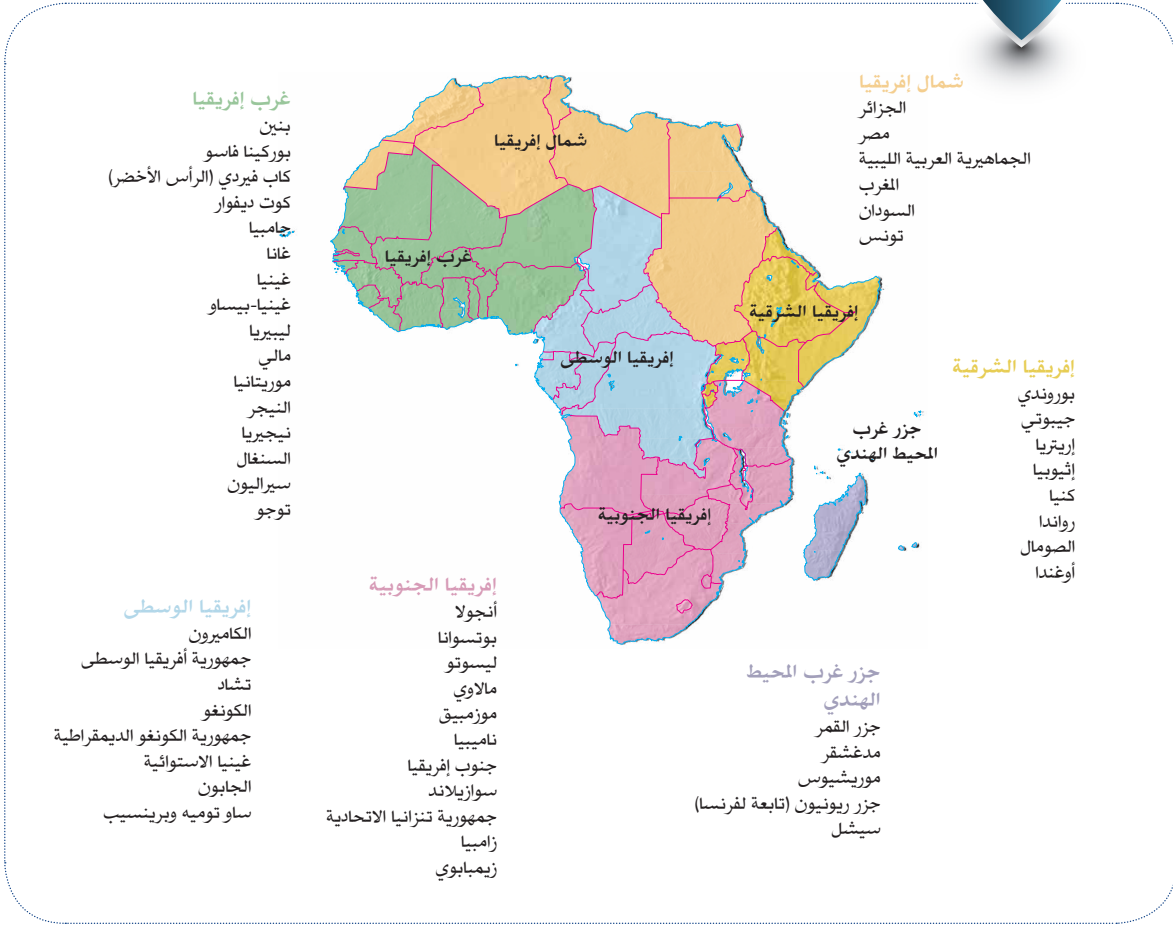 شمال إفريقيا
الجزائر
مصر
الجماهيرية العربية الليبية
المغرب
السودان
تونس
غرب إفريقيا
بنين
بوركينا فاسو
كاب فيردي (الرأس الأخضر)
كوت ديفوار
جامبيا
غانا
غينيا
غينيا-بيساو
ليبيريا
مالي
موريتانيا
النيجر
نيجيريا
السنغال
سيراليون
توجو
شمال إفريقيا
غرب إفريقيا
إفريقيا الشرقية
إفريقيا الوسطى
جزر غرب
المحيط الهندي
إفريقيا الجنوبية
إفريقيا الشرقية
بوروندي
جيبوتي
إريتريا
إثيوبيا
كنيا
رواندا
الصومال
أوغندا
جزر غرب المحيط
الهندي
جزر القمر
مدغشقر
موريشيوس
جزر ريونيون (تابعة لفرنسا)
سيشل
إفريقيا الجنوبية
أنجولا
بوتسوانا
ليسوتو
مالاوي
موزمبيق
ناميبيا
جنوب إفريقيا
سوازيلاند
جمهورية تنزانيا الاتحادية
زامبيا
زيمبابوي
إفريقيا الوسطى
الكاميرون
جمهورية أفريقيا الوسطى
تشاد
الكونغو
جمهورية الكونغو الديمقراطية
غينيا الاستوائية
الجابون
ساو توميه وبرينسيب